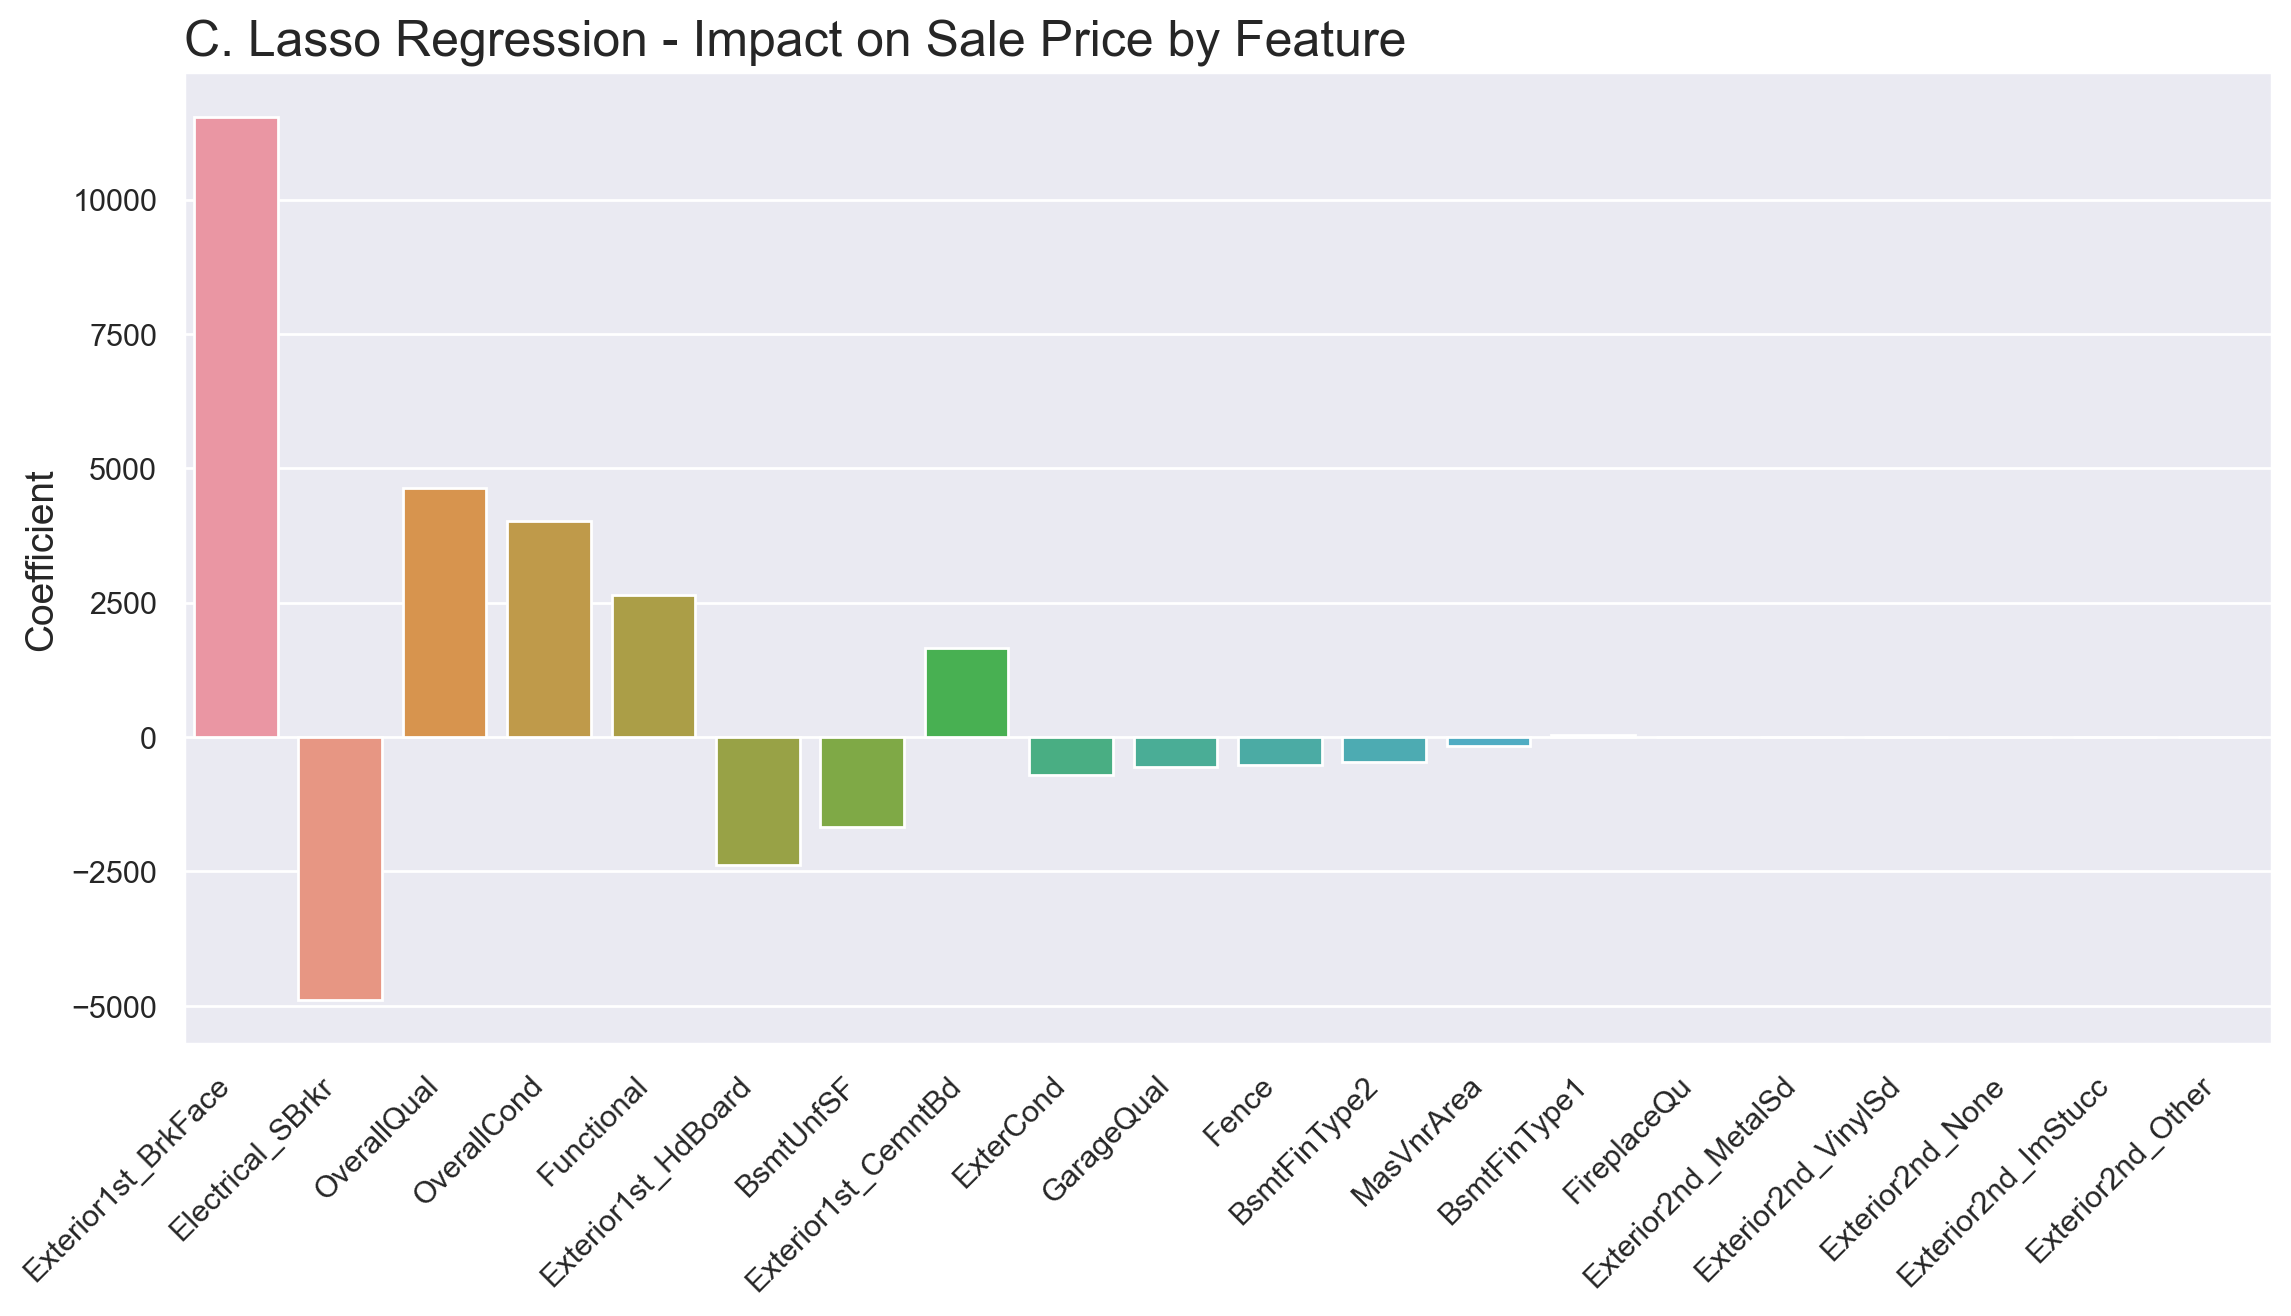 C. Lasso Regression - Impact on Sale Price by Feature
Coefficient
10000
7500
5000
2500
0
−2500
−5000
Exterior1st_BrkFace
Electrical_SBrkr
OverallQual
OverallCond
Functional
Exterior1st_HdBoard
BsmtUnfSF
Exterior1st_CemntBd
ExterCond
GarageQual
Fence
BsmtFinType2
MasVnrArea
BsmtFinType1
FireplaceQu
Exterior2nd_MetalSd
Exterior2nd_VinylSd
Exterior2nd_None
Exterior2nd_ImStucc
Exterior2nd_Other